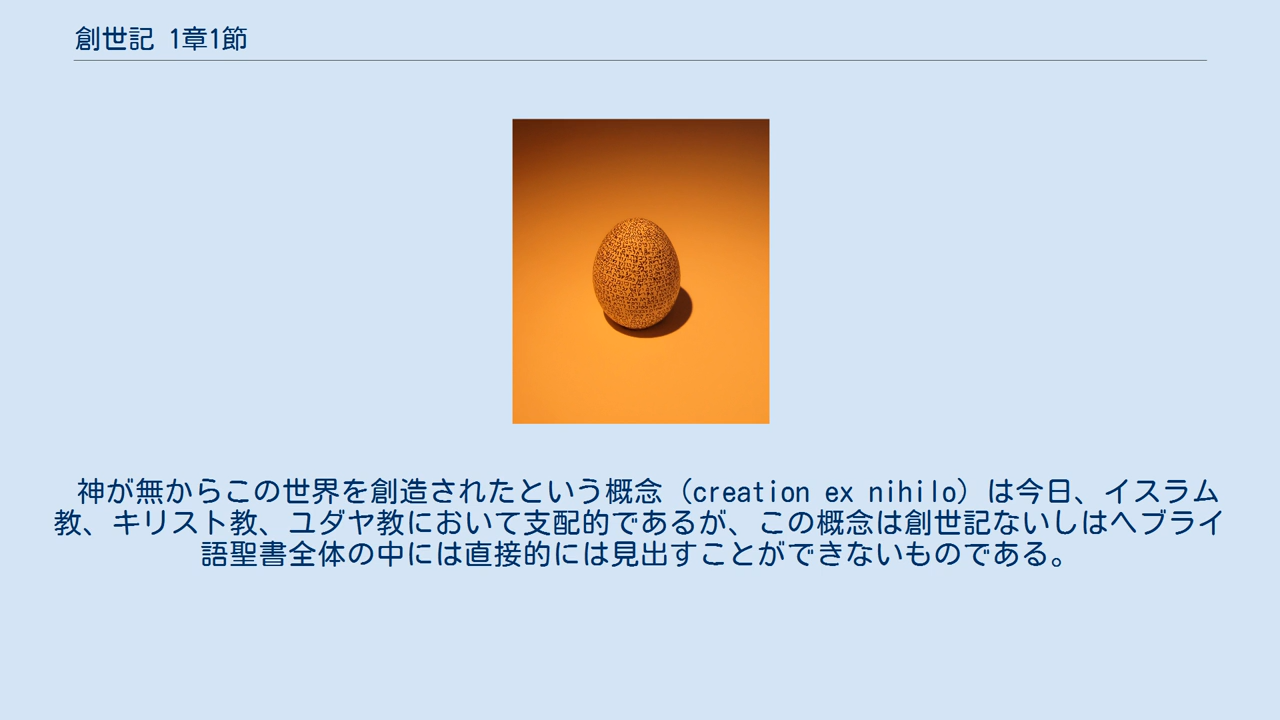 創世記 1章1節
神が無からこの世界を創造されたという概念（creation ex nihilo）は今日、イスラム
教、キリスト教、ユダヤ教において支配的であるが、この概念は創世記ないしはヘブライ
語聖書全体の中には直接的には見出すことができないものである。